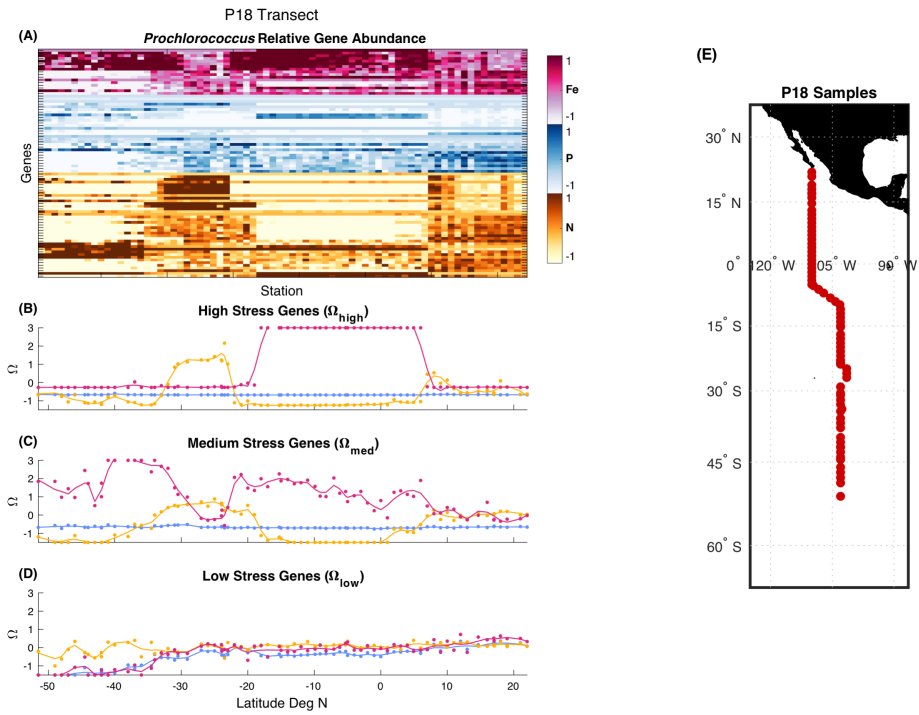 P18 Transect
(A)
Prochlorococcus Relative Gene Abundance
Genes
Station
1
Fe
-1
1
P
-1
1
N
-1
(B)
High Stress Genes (Ωhigh)
Ω
3
2
1
0
-1
(C)
Medium Stress Genes (Ωmed)
Ω
3
2
1
0
-1
(D)
Low Stress Genes (Ωlow)
Ω
3
2
1
0
-1
-50 -40 -30 -20 -10 0 10 20
Latitude Deg N
(E)
P18 Samples
30° N
15° N
0°
120° W 105° W 90° W
15° S
30° S
45° S
60° S